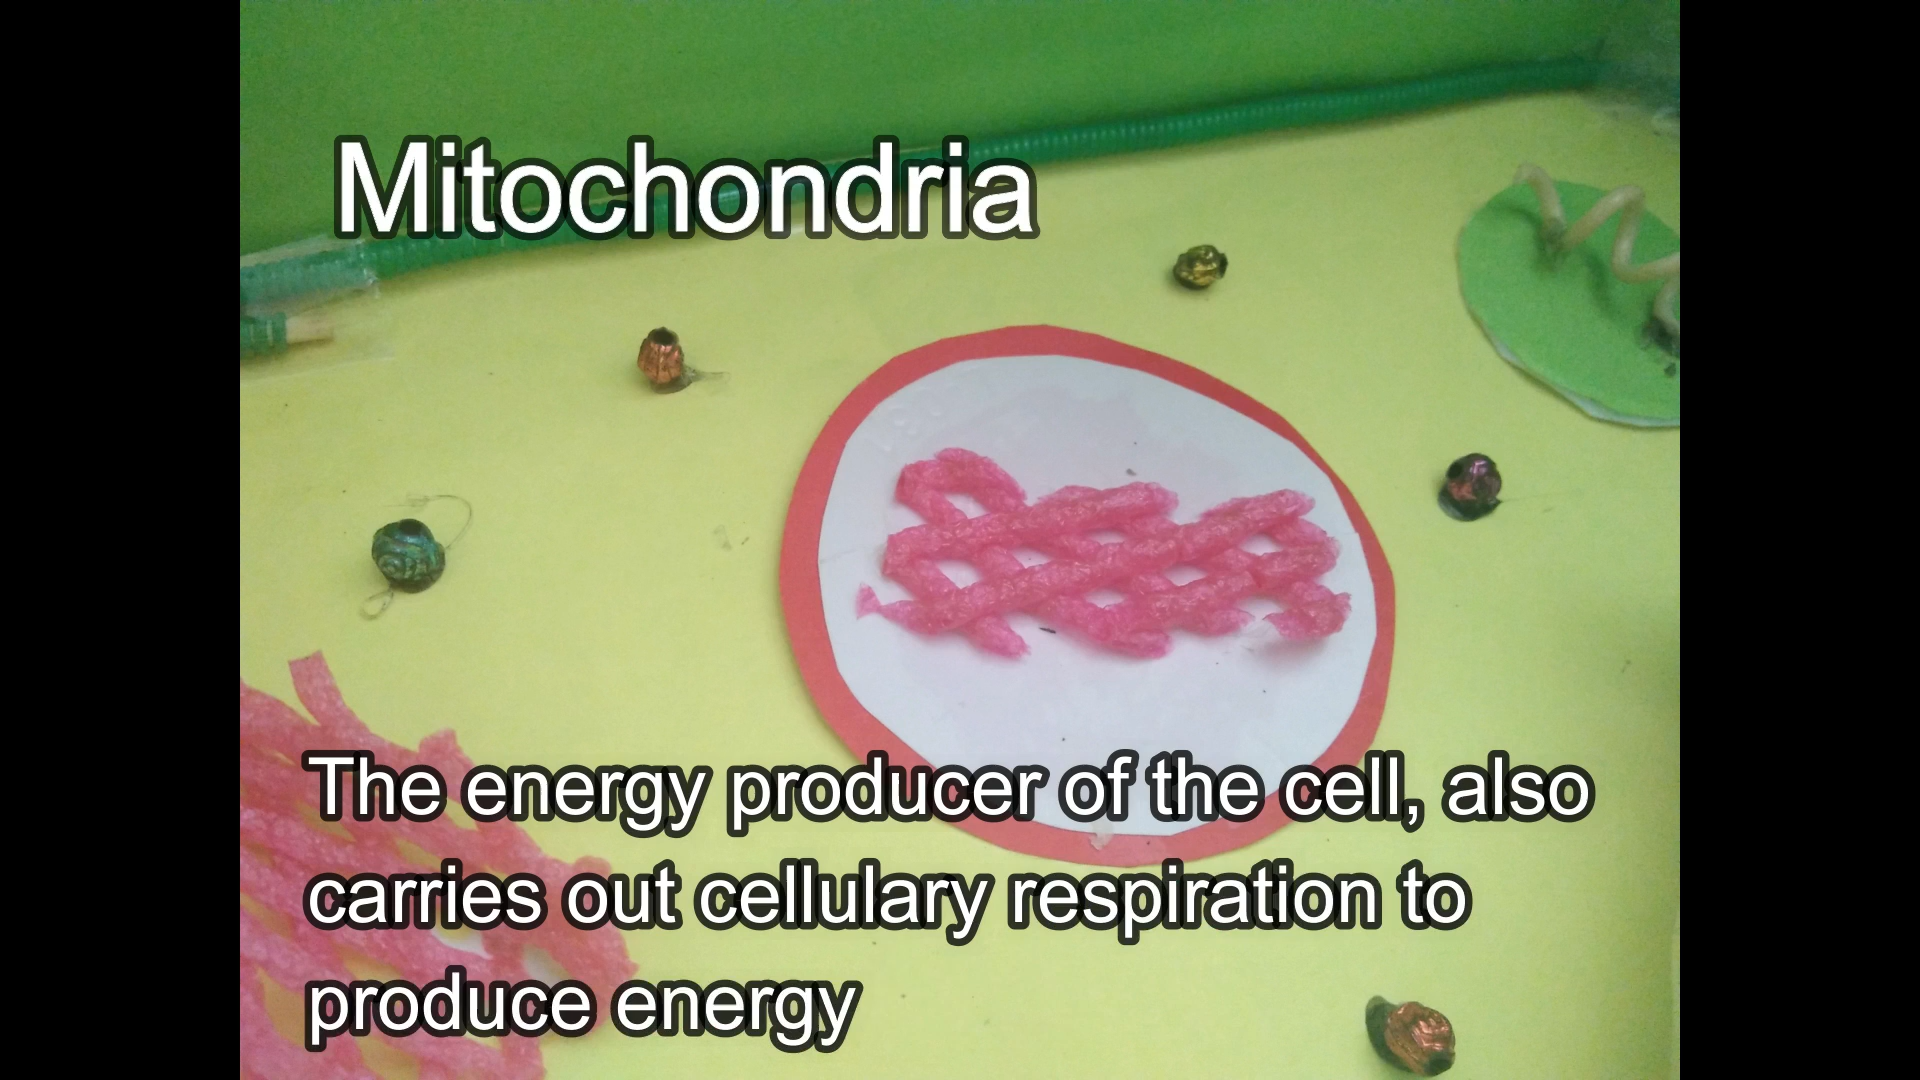 Mitochondria
The energy producer of the cell, also
carries out cellulary respiration to
produce energy